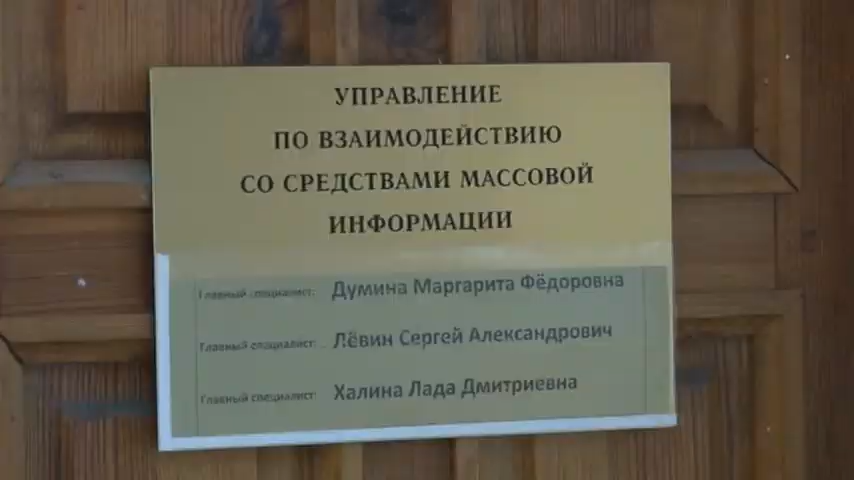 УПРАВЛЕНИЕ
ПО ВЗАИМОДЕЙСТВИЮ
СО СРЕДСТВАМИ МАССОВОЙ
ИНФОРМАЦИИ
Главный специалист: Думина Маргарита Фёдоровна
Главный специалист: Лёвин Сергей Александрович
Главный специалист: Халина Лада Дмитриевна